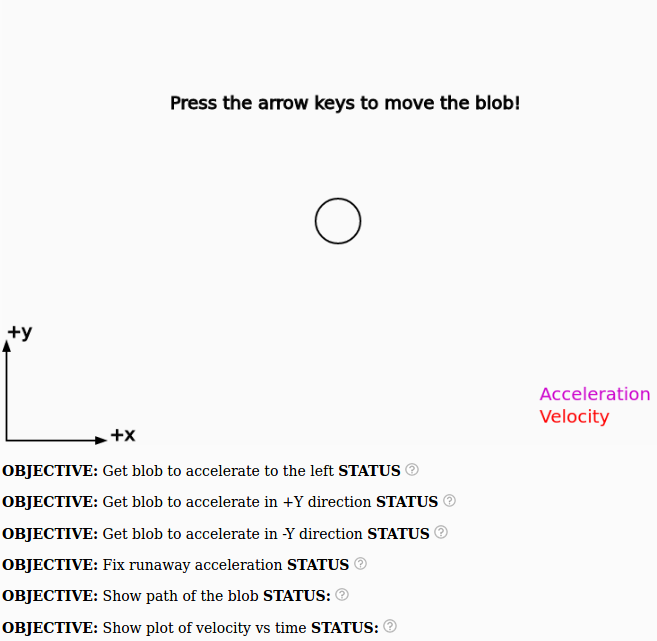 Press the arrow keys to move the blob!
+y
+x
Acceleration
Velocity
OBJECTIVE: Get blob to accelerate to the left STATUS ?
OBJECTIVE: Get blob to accelerate in +Y direction STATUS ?
OBJECTIVE: Get blob to accelerate in -Y direction STATUS ?
OBJECTIVE: Fix runaway acceleration STATUS ?
OBJECTIVE: Show path of the blob STATUS: ?
OBJECTIVE: Show plot of velocity vs time STATUS: ?